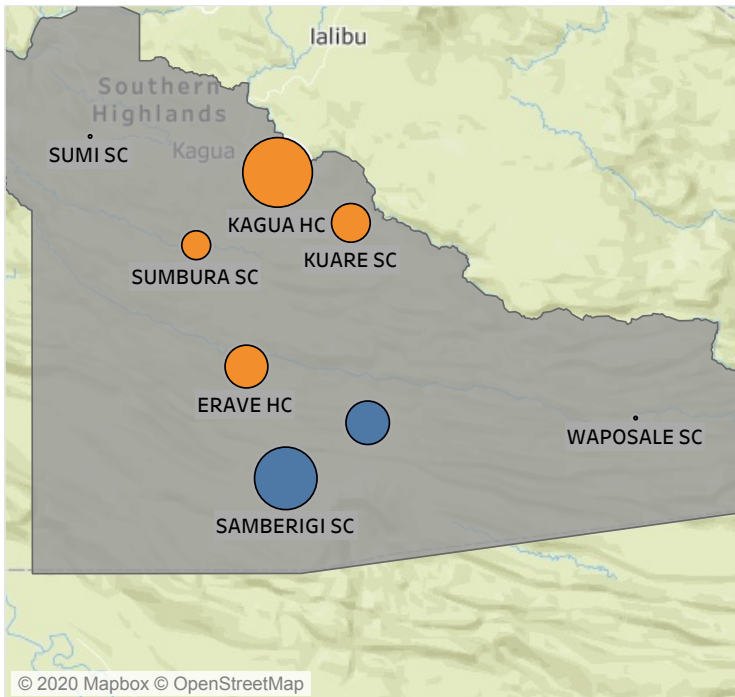 Ialibu
Southern
Highlands
SUMI SC
Kagua
KAGUA HC
KUARE SC
SUMBURA SC
ERAVE HC
WAPOSALE SC
SAMBERIGI SC
© 2020 Mapbox © OpenStreetMap